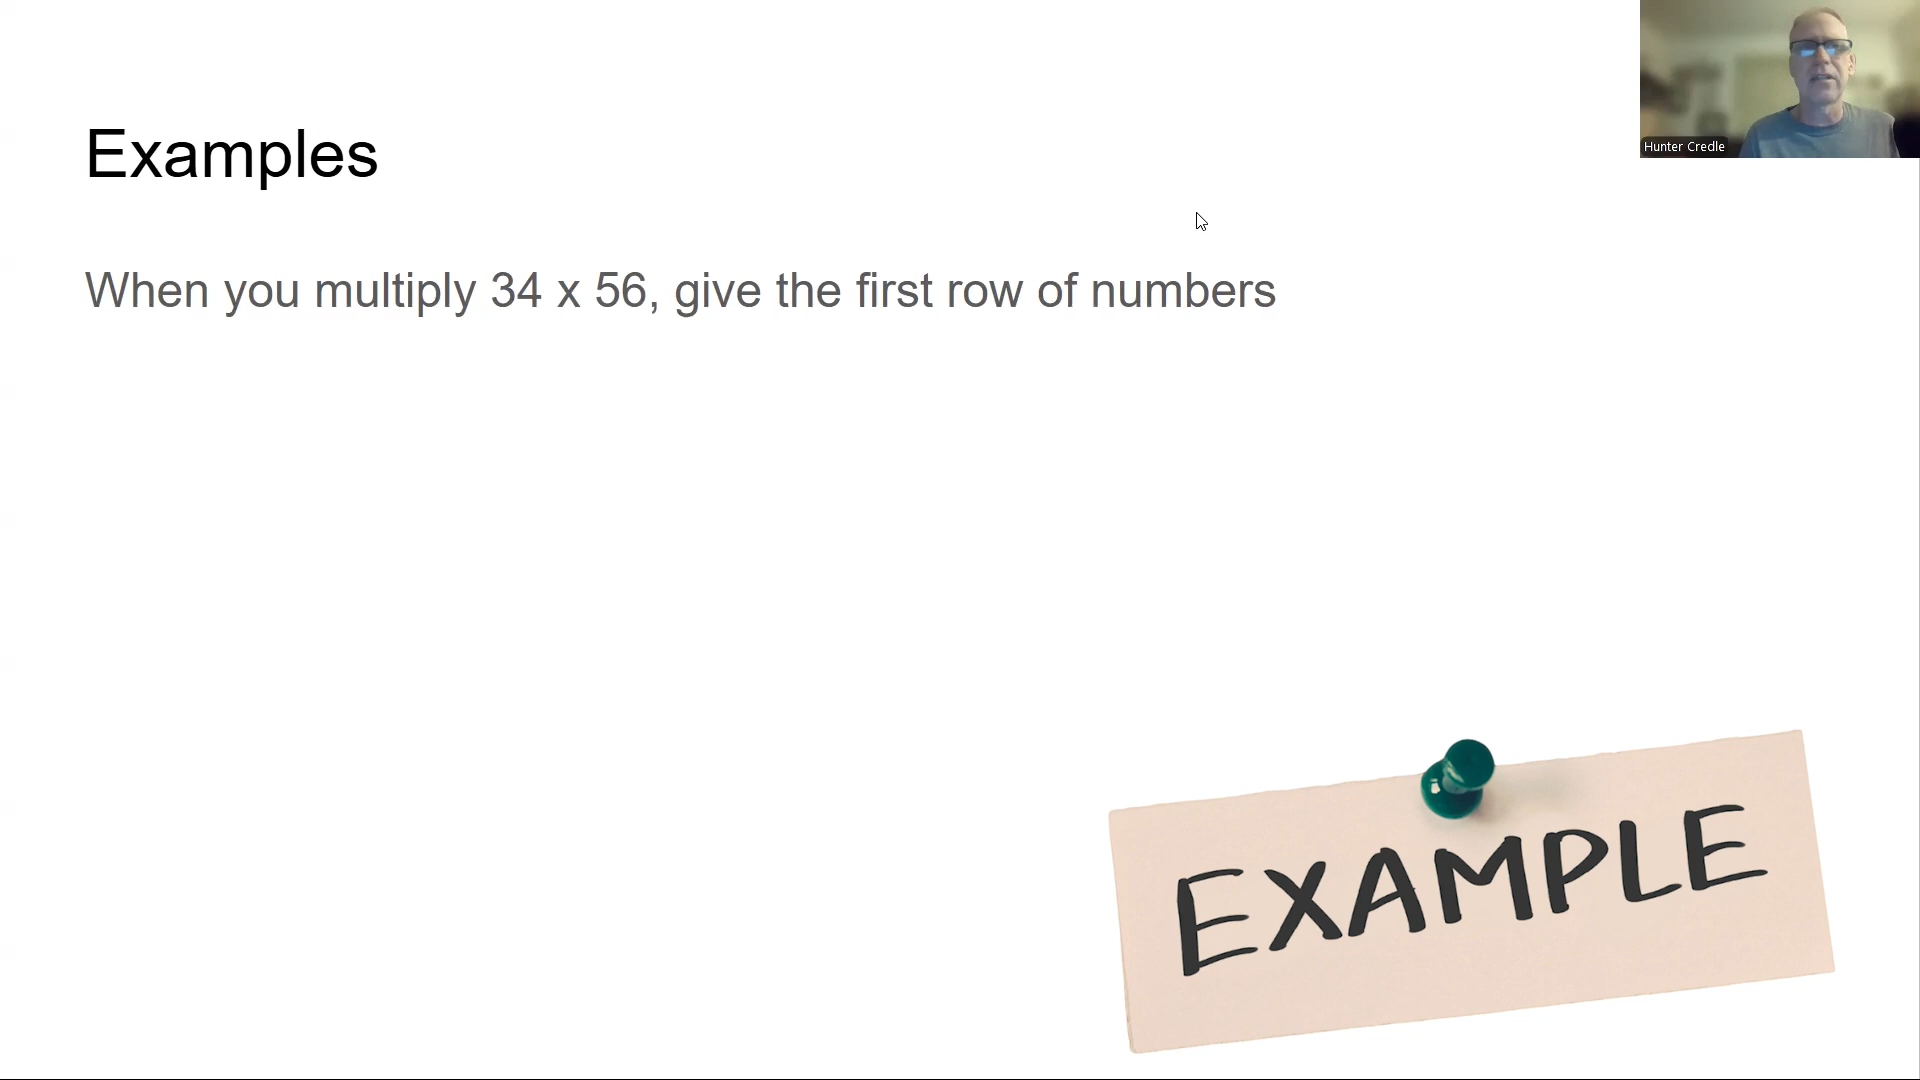 Hunter Credle
Examples
When you multiply 34 x 56, give the first row of numbers
EXAMPLE